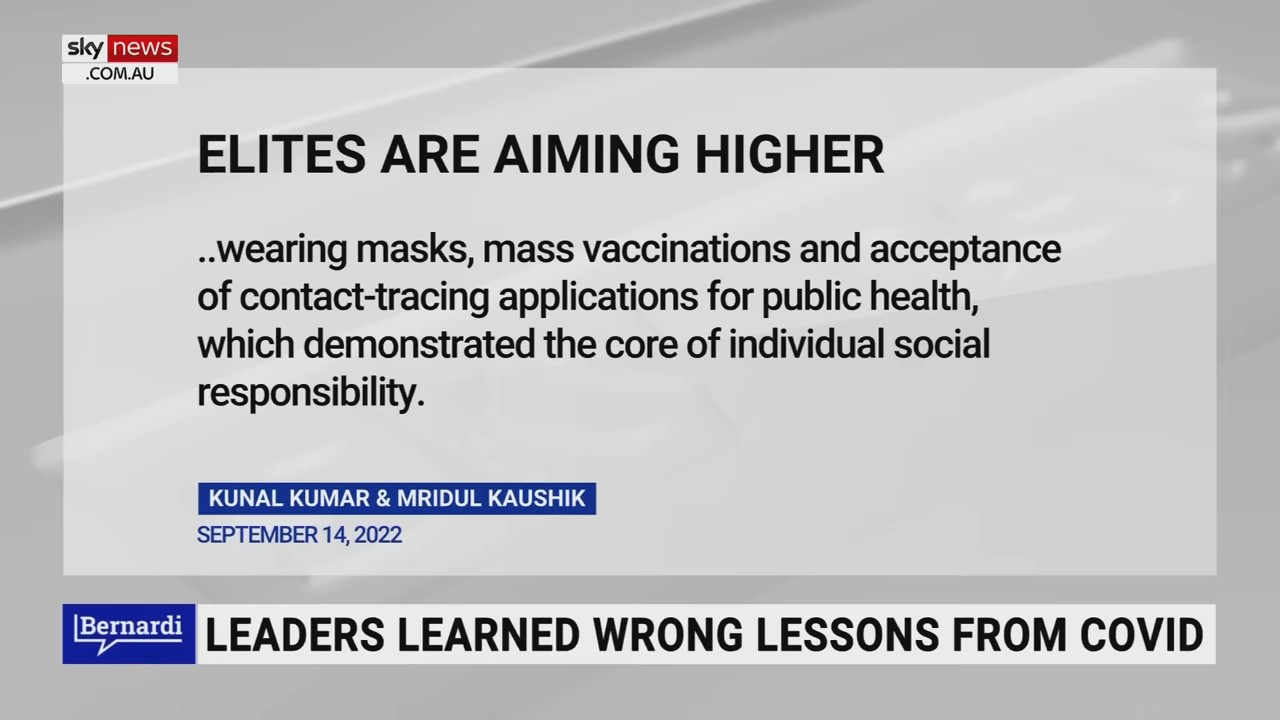 sky news
.COM.AU
ELITES ARE AIMING HIGHER
..wearing masks, mass vaccinations and acceptance
of contact-tracing applications for public health,
which demonstrated the core of individual social
responsibility.
KUNAL KUMAR & MRIDUL KAUSHIK
SEPTEMBER 14, 2022
Bernardi
LEADERS LEARNED WRONG LESSONS FROM COVID